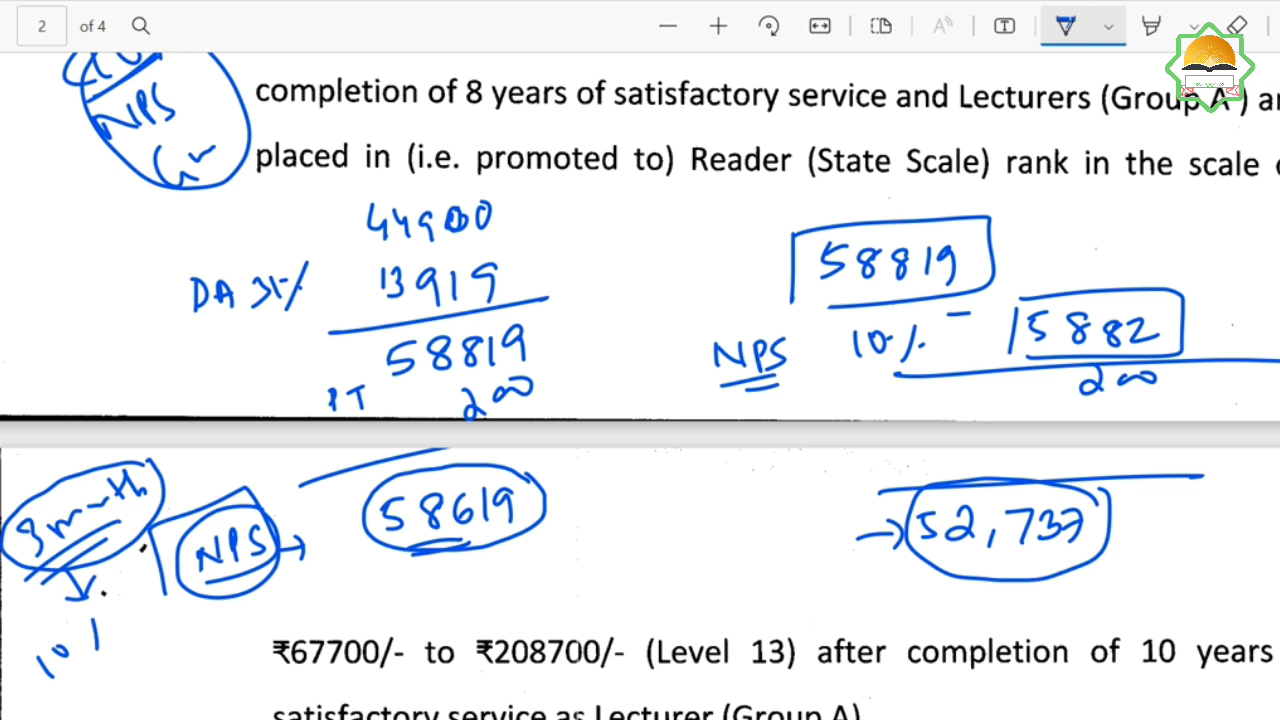 2 of 4
NPS
completion of 8 years of satisfactory service and Lecturers (Group A ) ar
placed in (i.e. promoted to) Reader (State Scale) rank in the scale
44900
DA 31% 13919
58819
PT 200
58819
NPS 10% - 5882
200
3 month
NPS → 58619
→ 52,737
10%
₹67700/- to ₹208700/- (Level 13) after completion of 10 years
satisfactory service as Lecturer (Group A)